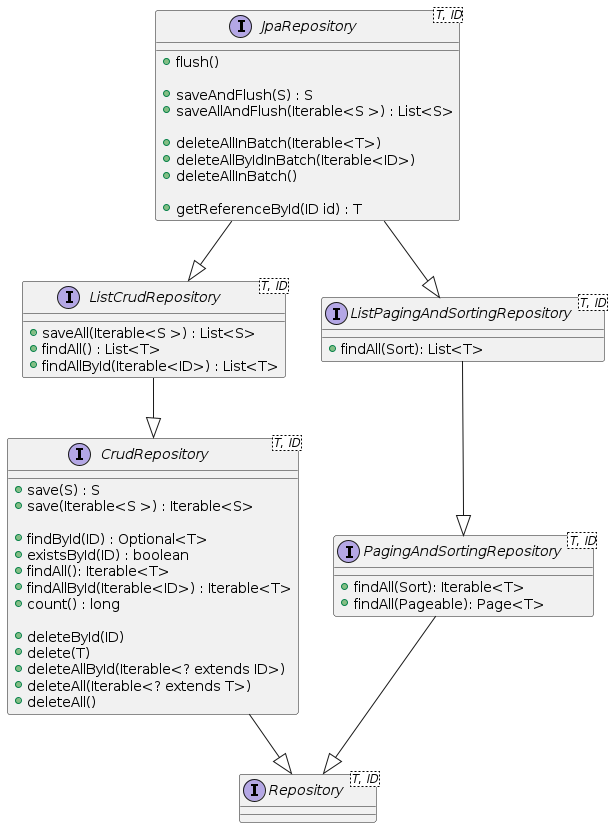 I JpaRepository T, ID
flush()
saveAndFlush(S) : S
saveAllAndFlush(Iterable<S >) : List<S>
deleteAllInBatch(Iterable<T>)
deleteAllByIdInBatch(Iterable<ID>)
deleteAllInBatch()
getReferenceById(ID id) : T
I ListCrudRepository T, ID
saveAll(Iterable<S >) : List<S>
findAll() : List<T>
findAllById(Iterable<ID>) : List<T>
I ListPagingAndSortingRepository T, ID
findAll(Sort): List<T>
I CrudRepository T, ID
save(S) : S
save(Iterable<S >) : Iterable<S>
findById(ID) : Optional<T>
existsById(ID) : boolean
findAll(): Iterable<T>
findAllById(Iterable<ID>) : Iterable<T>
count() : long
deleteById(ID)
delete(T)
deleteAllById(Iterable<? extends ID>)
deleteAll(Iterable<? extends T>)
deleteAll()
I PagingAndSortingRepository T, ID
findAll(Sort): Iterable<T>
findAll(Pageable): Page<T>
I Repository T, ID